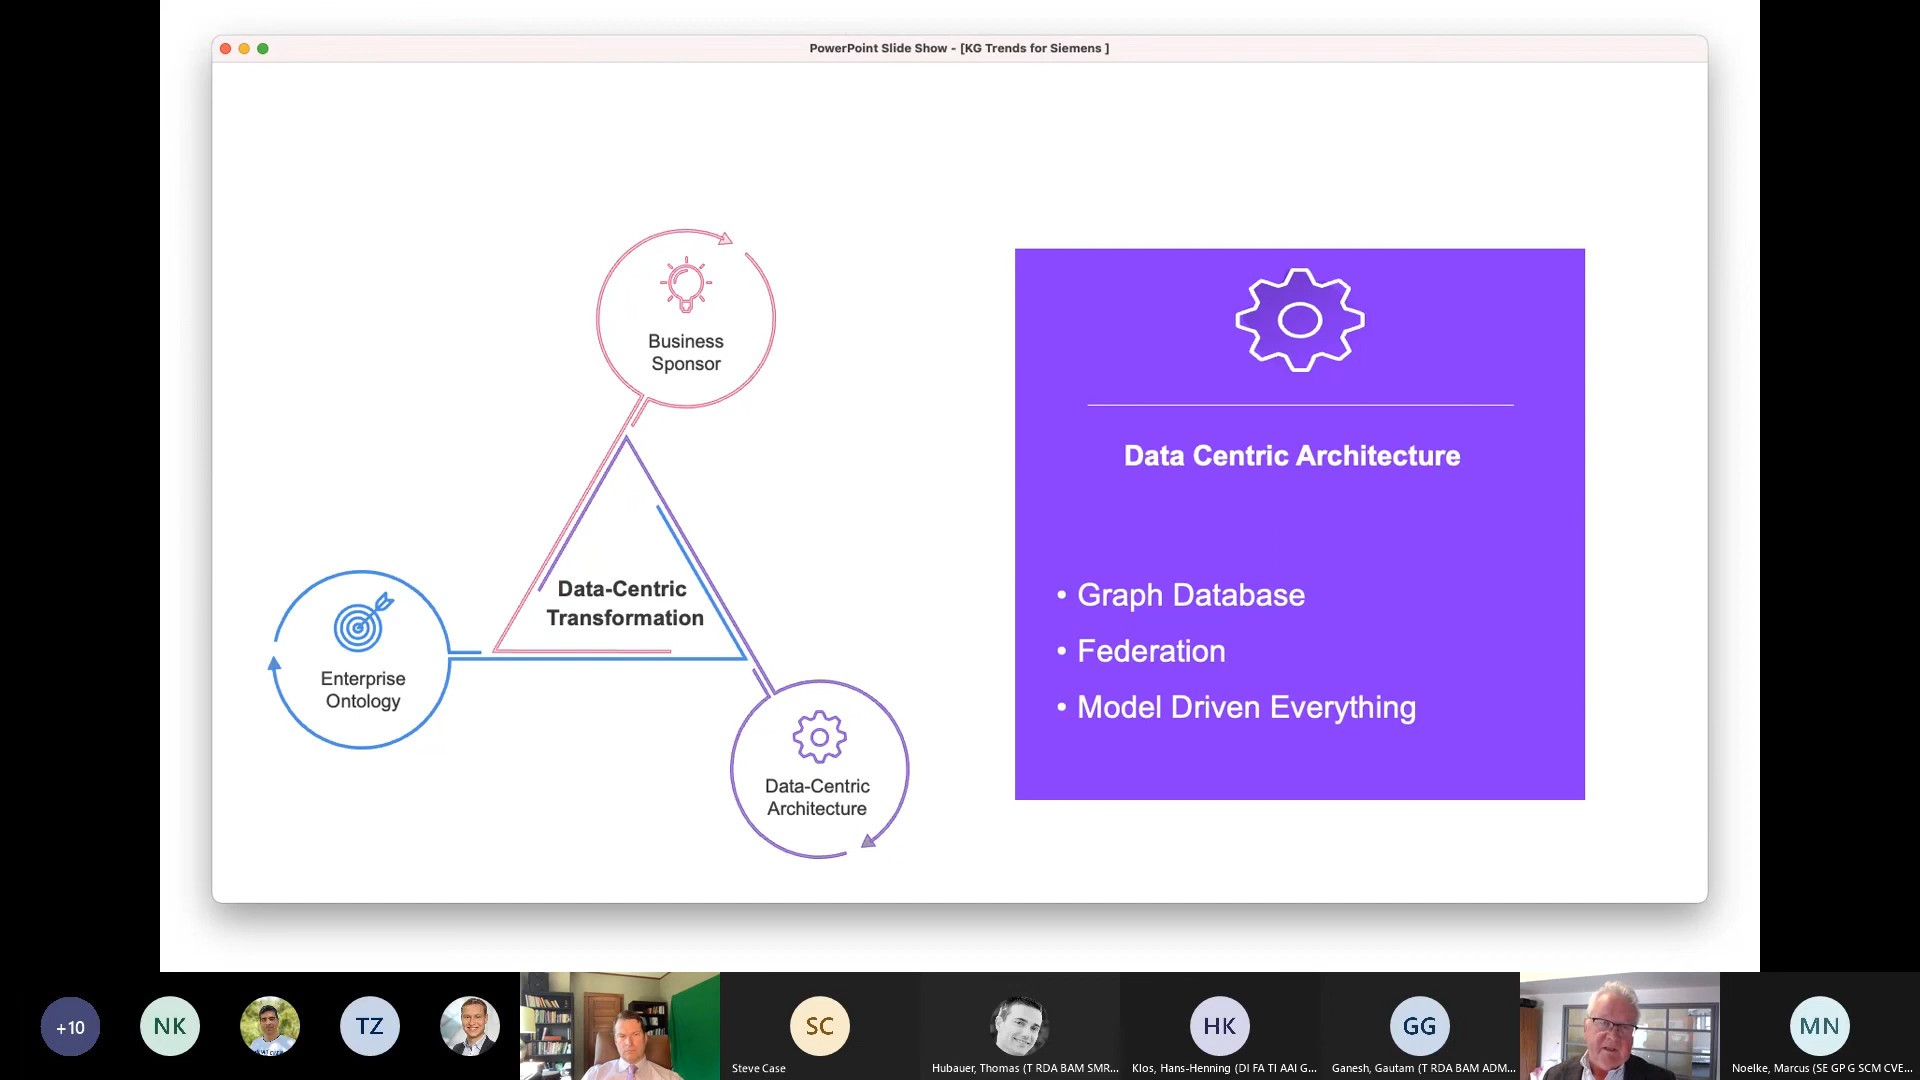 PowerPoint Slide Show - [KG Trends for Siemens ]
Business
Sponsor
Data-Centric
Transformation
Enterprise
Ontology
Data-Centric
Architecture
Data Centric Architecture
• Graph Database
• Federation
• Model Driven Everything
+10
NK
TZ
SC
Steve Case
Hubauer, Thomas (T RDA BAM SMR...
HK
Klos, Hans-Henning (DI FA TI AAI G...
GG
Ganesh, Gautam (T RDA BAM ADM...
MN
Noelke, Marcus (SE GP G SCM CVE...